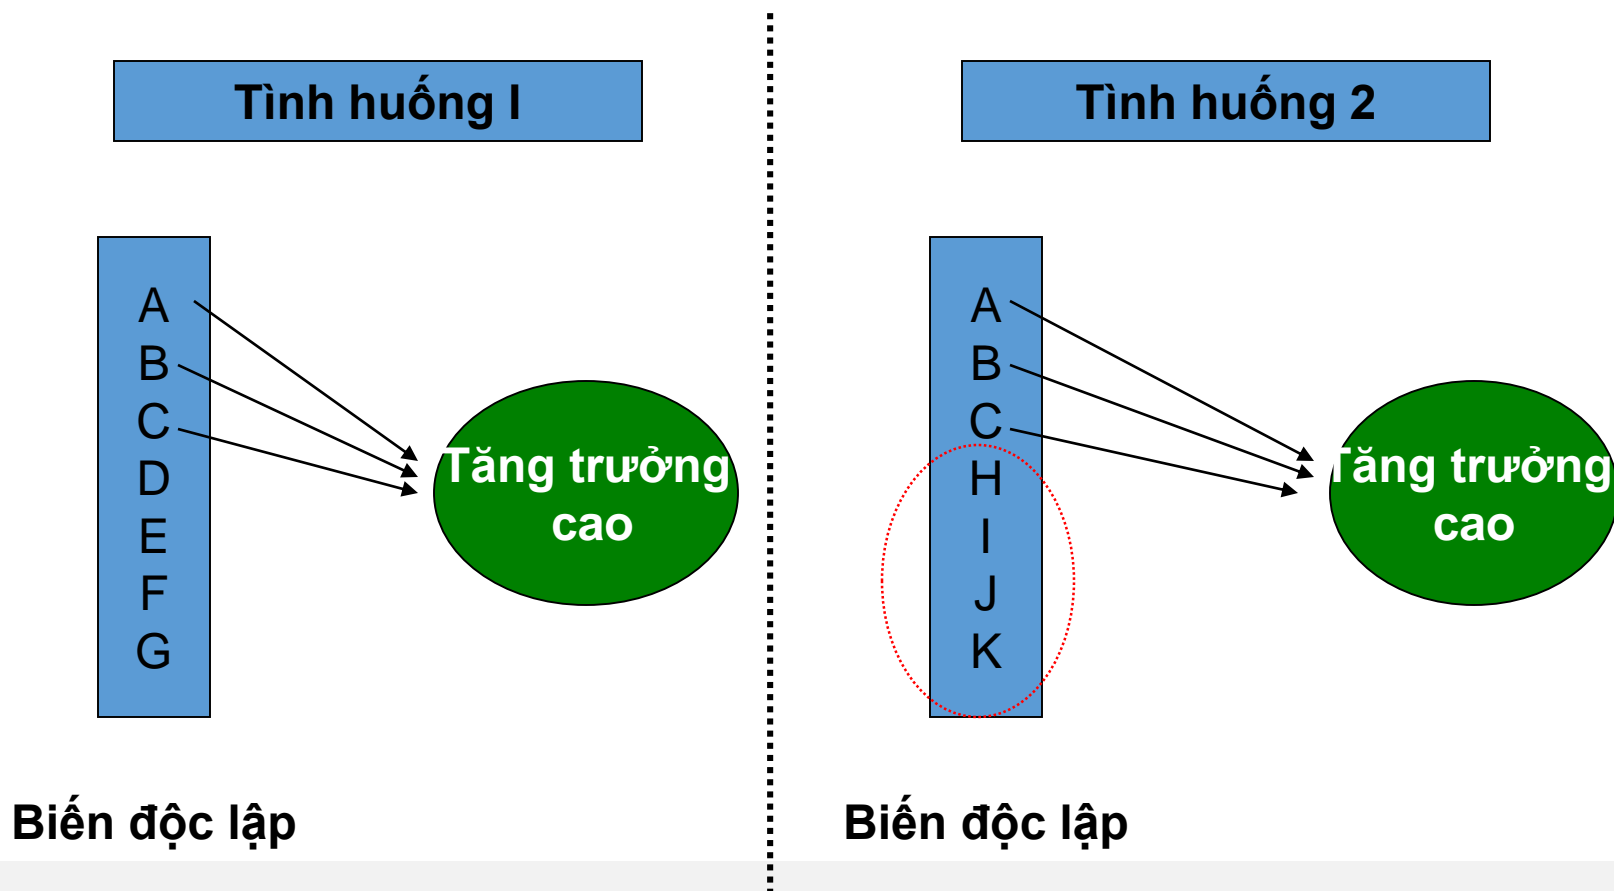 Tình huống I
A
B
C
D
E
F
G
Tăng trưởng
cao
Biến độc lập
Tình huống 2
A
B
C
H
I
J
K
Tăng trưởng
cao
Biến độc lập